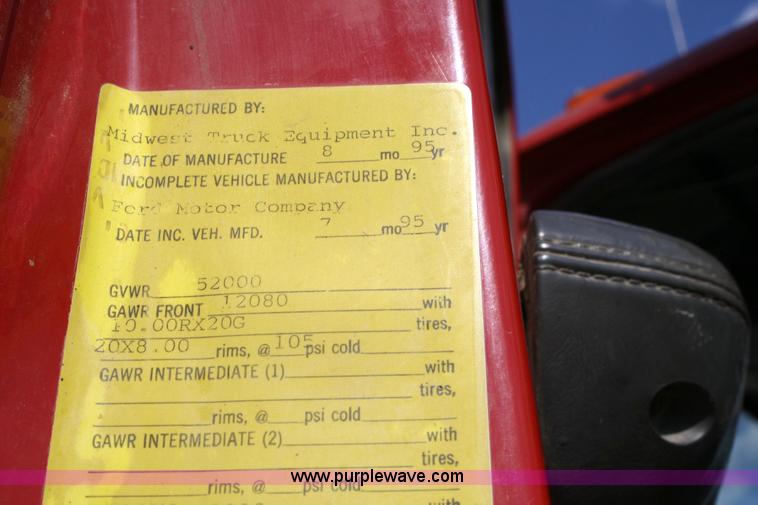 MANUFACTURED BY:
Midwest Truck Equipment Inc.
DATE OF MANUFACTURE 8 mo 95 yr
INCOMPLETE VEHICLE MANUFACTURED BY:
Ford Motor Company
DATE INC. VEH. MFD. 7 mo 95 yr
GVWR 52000
GAWR FRONT 12080 with
10.00RX20G tires,
20X8.00 rims, @ 105 psi cold
GAWR INTERMEDIATE (1) with
tires,
rims, @ psi cold
GAWR INTERMEDIATE (2) with
tires,
www.purplewave.com
rims, @ psi cold
with